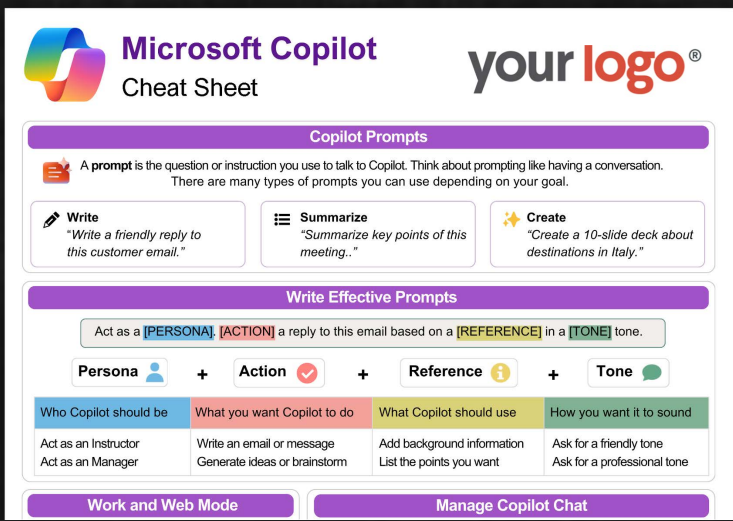 Microsoft Copilot
Cheat Sheet
your logo®
Copilot Prompts
A prompt is the question or instruction you use to talk to Copilot. Think about prompting like having a conversation.
There are many types of prompts you can use depending on your goal.
Write
"Write a friendly reply to
this customer email."
Summarize
"Summarize key points of this
meeting.."
Create
"Create a 10-slide deck about
destinations in Italy."
Write Effective Prompts
Act as a [PERSONA]. [ACTION] a reply to this email based on a [REFERENCE] in a [TONE] tone.
Persona + Action + Reference + Tone
Who Copilot should be
What you want Copilot to do
What Copilot should use
How you want it to sound
Act as an Instructor
Act as a Manager
Write an email or message
Generate ideas or brainstorm
Add background information
List the points you want
Ask for a friendly tone
Ask for a professional tone
Work and Web Mode
Manage Copilot Chat